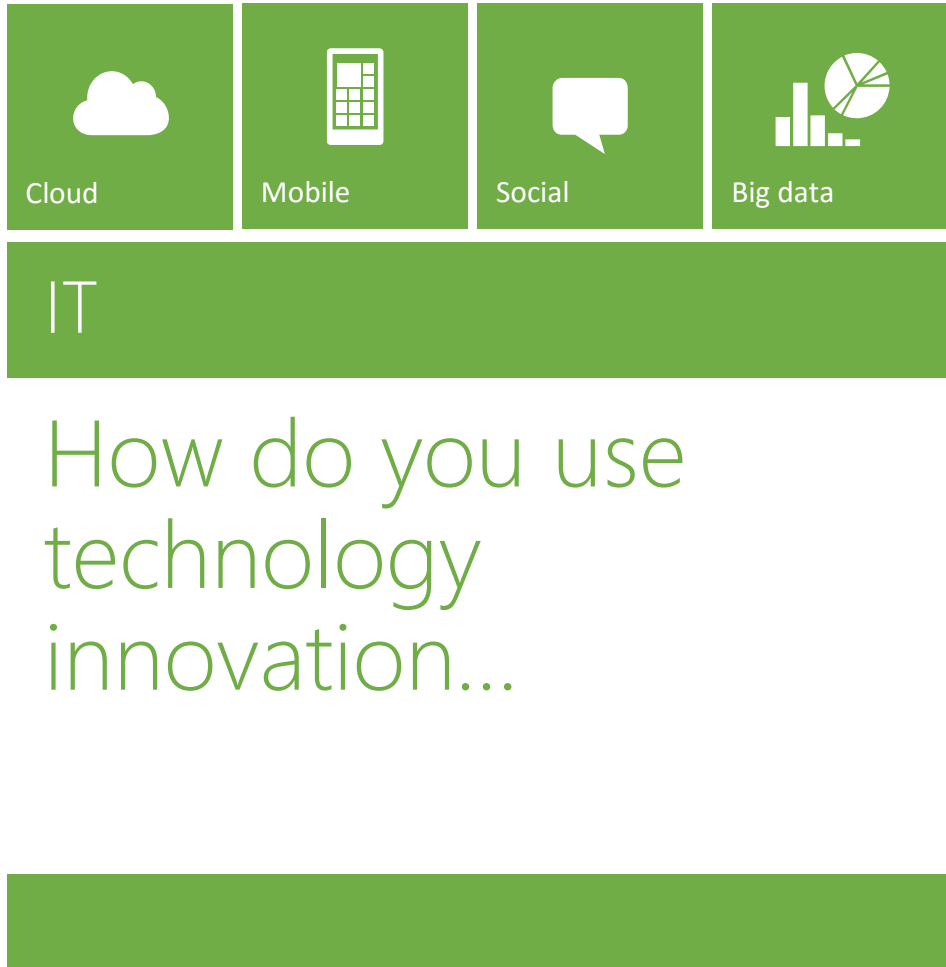 Cloud
Mobile
Social
Big data
IT
How do you use
technology
innovation...